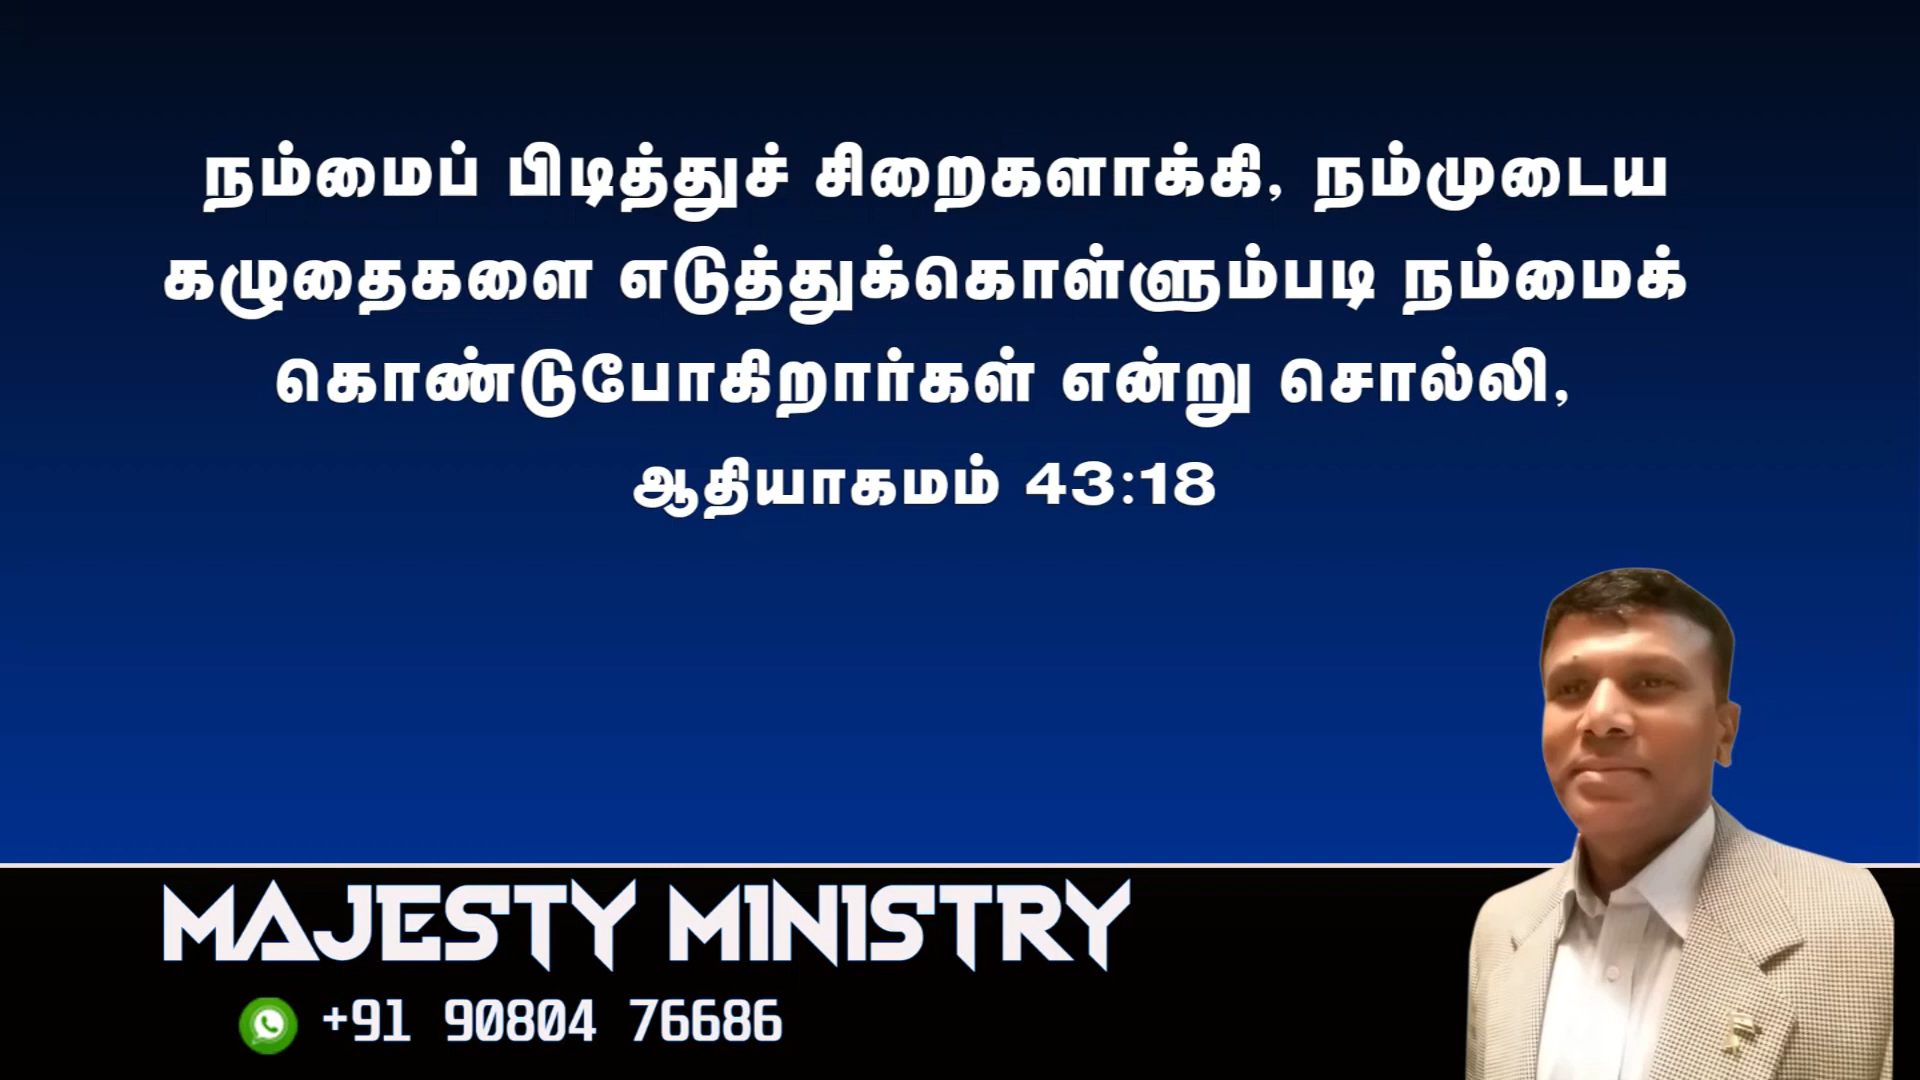 நம்மைப் பிடித்துச் சிறைகளாக்கி, நம்முடைய
கழுதைகளை எடுத்துக்கொள்ளும்படி நம்மைக்
கொண்டுபோகிறார்கள் என்று சொல்லி,
ஆதியாகமம் 43:18
MAJESTY MINISTRY
+91 90804 76686